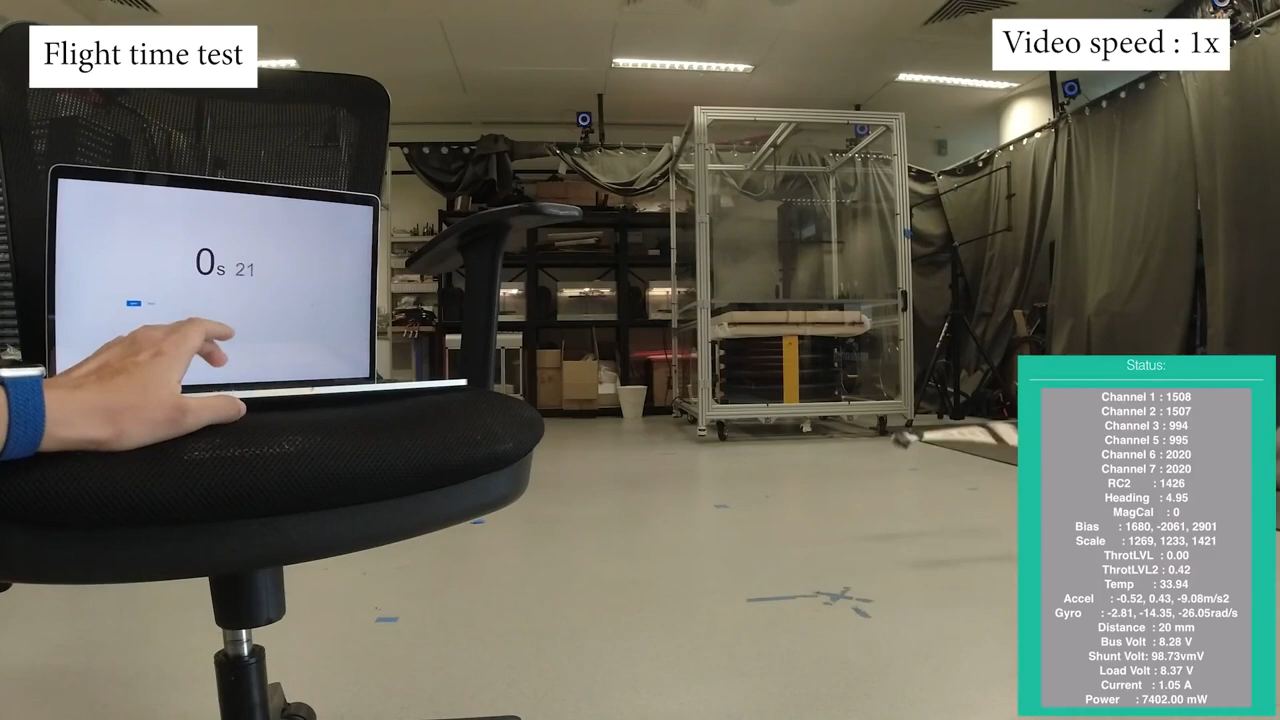 Flight time test
Video speed : 1x
0s 21
Status:
Channel 1 : 1508
Channel 2 : 1507
Channel 3 : 994
Channel 5 : 995
Channel 6 : 2020
Channel 7 : 2020
RC2 : 1426
Heading : 4.95
MagCal : 0
Bias : 1680, -2061, 2901
Scale : 1269, 1233, 1421
ThrotLVL : 0.00
ThrotLVL2 : 0.42
Temp : 33.94
Accel : -0.52, 0.43, -9.08m/s2
Gyro : -2.81, -14.35, -26.05rad/s
Distance : 20 mm
Bus Volt : 8.28 V
Shunt Volt: 98.73vmV
Load Volt : 8.37 V
Current : 1.05 A
Power : 7402.00 mW